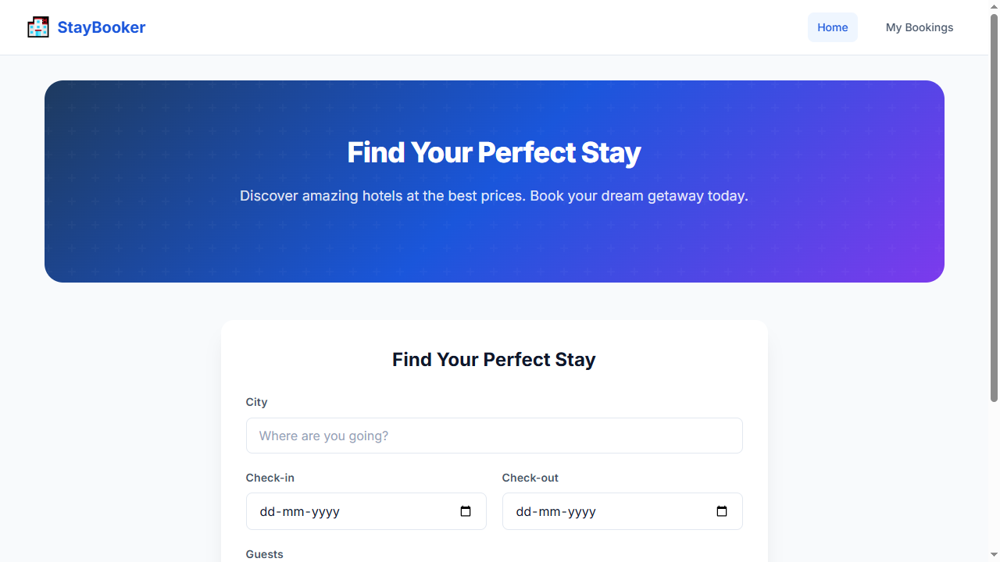 StayBooker
Home
My Bookings
Find Your Perfect Stay
Discover amazing hotels at the best prices. Book your dream getaway today.
Find Your Perfect Stay
City
Where are you going?
Check-in
Check-out
dd-mm-yyyy
dd-mm-yyyy
Guests